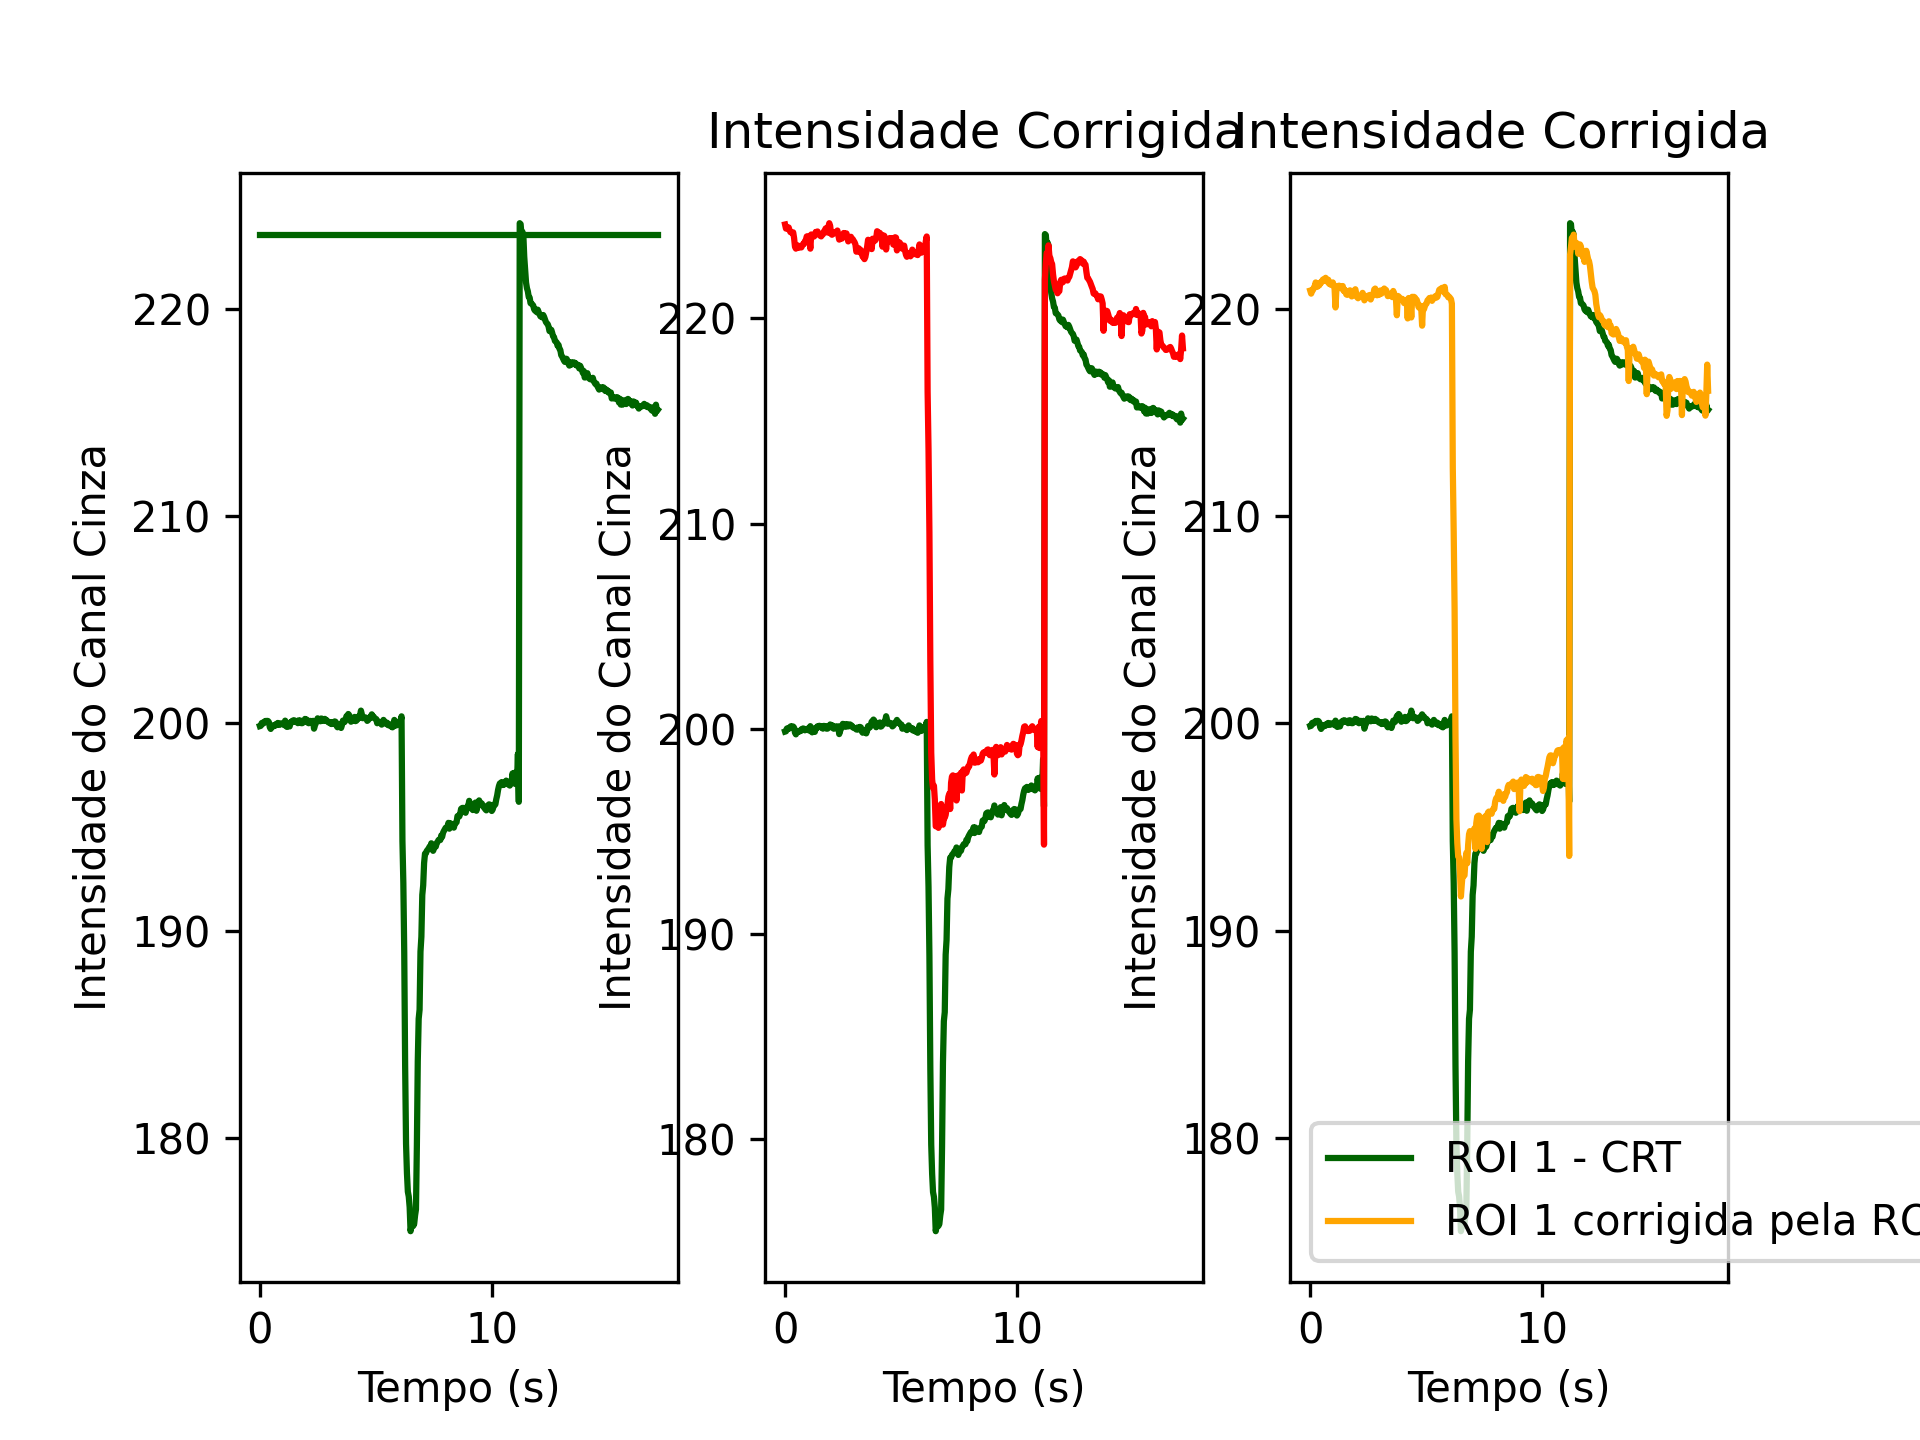 Intensidade Corrigida
Intensidade Corrigida
Intensidade do Canal Cinza
220
210
200
190
180
0
10
Tempo (s)
Intensidade do Canal Cinza
220
210
200
190
180
0
10
Tempo (s)
Intensidade do Canal Cinza
220
210
200
190
180
0
10
Tempo (s)
ROI 1 - CRT
ROI 1 corrigida pela